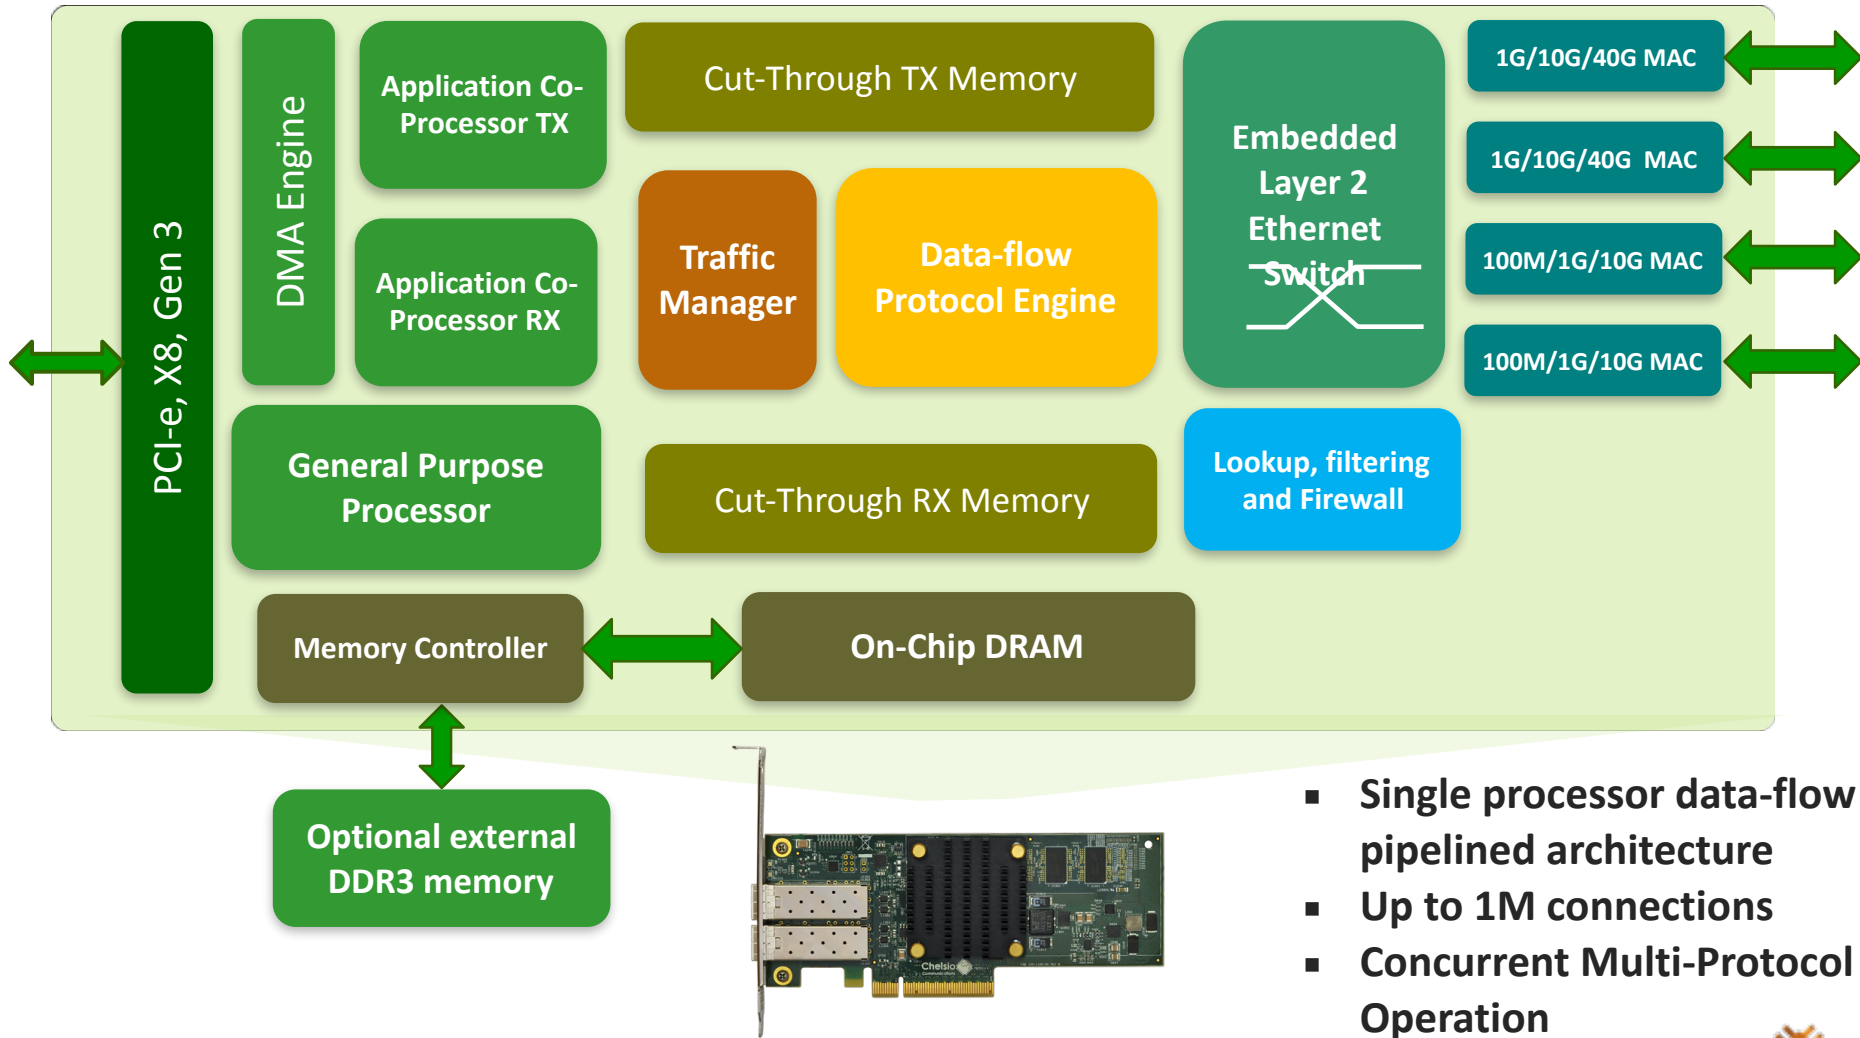 PCI-e, X8, Gen 3
DMA Engine
Application Co-
Processor TX
Application Co-
Processor RX
General Purpose
Processor
Cut-Through TX Memory
Traffic
Manager
Data-flow
Protocol Engine
Cut-Through RX Memory
Embedded
Layer 2
Ethernet
Switch
Lookup, filtering
and Firewall
1G/10G/40G MAC
1G/10G/40G MAC
100M/1G/10G MAC
100M/1G/10G MAC
Memory Controller
On-Chip DRAM
Optional external
DDR3 memory
Chelsio
Communications
▪ Single processor data-flow
pipelined architecture
▪ Up to 1M connections
▪ Concurrent Multi-Protocol
Operation